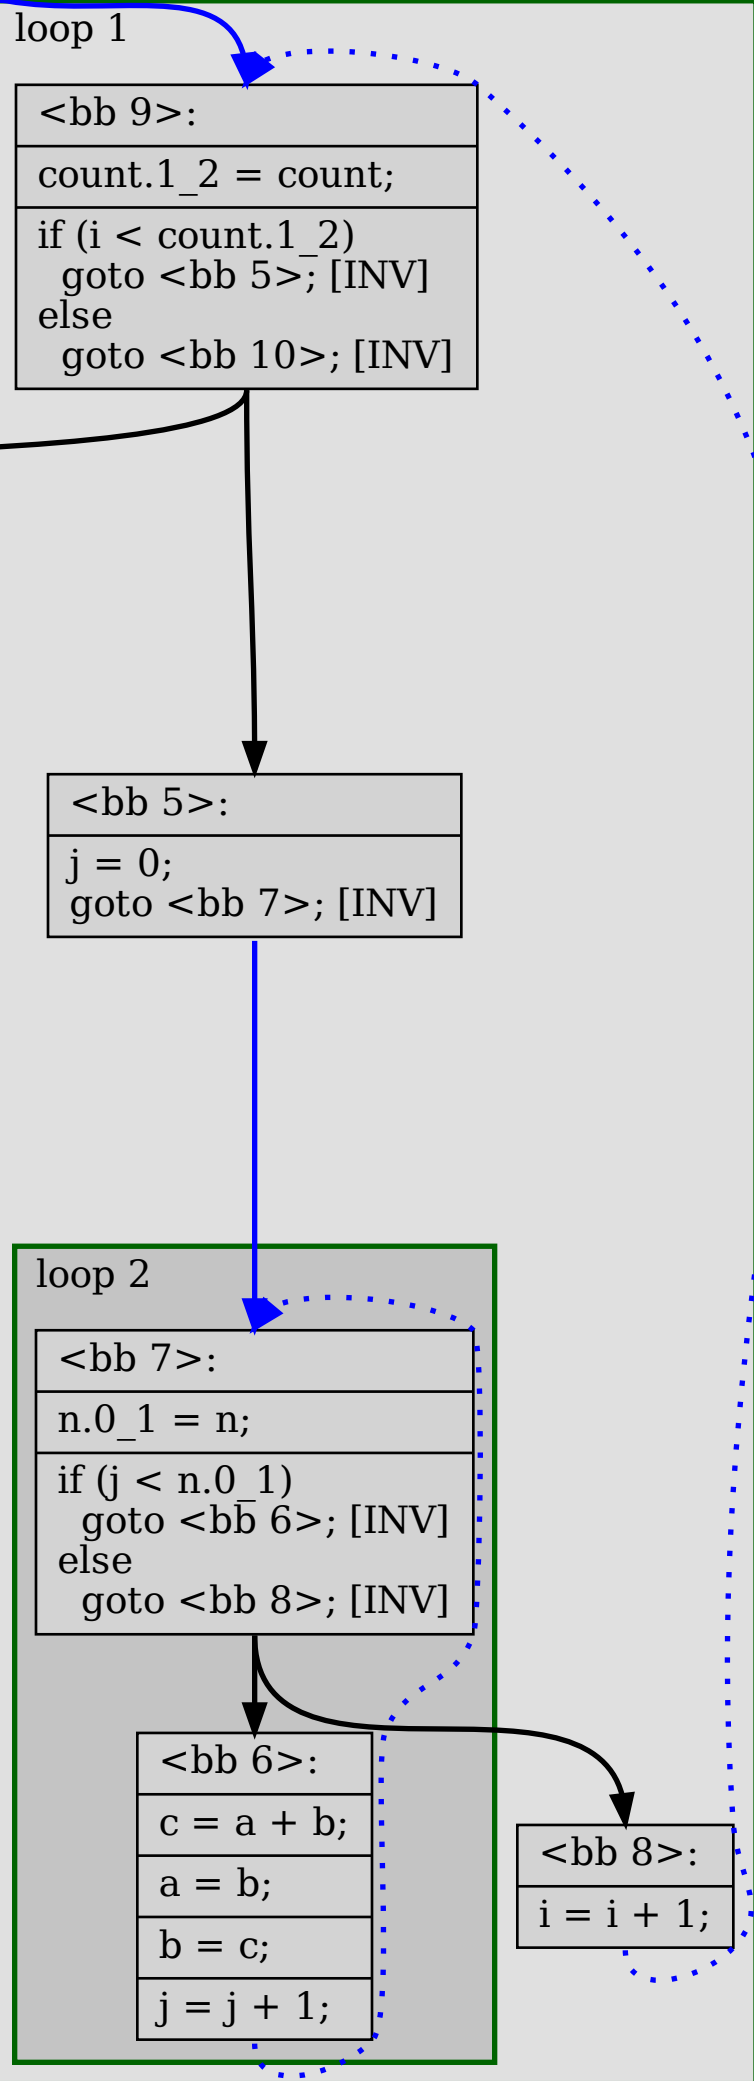 loop 1
<bb 9>:
count.1_2 = count;
if (i < count.1_2)
  goto <bb 5>; [INV]
else
  goto <bb 10>; [INV]
<bb 5>:
j = 0;
goto <bb 7>; [INV]
loop 2
<bb 7>:
n.0_1 = n;
if (j < n.0_1)
  goto <bb 6>; [INV]
else
  goto <bb 8>; [INV]
<bb 6>:
c = a + b;
a = b;
b = c;
j = j + 1;
<bb 8>:
i = i + 1;